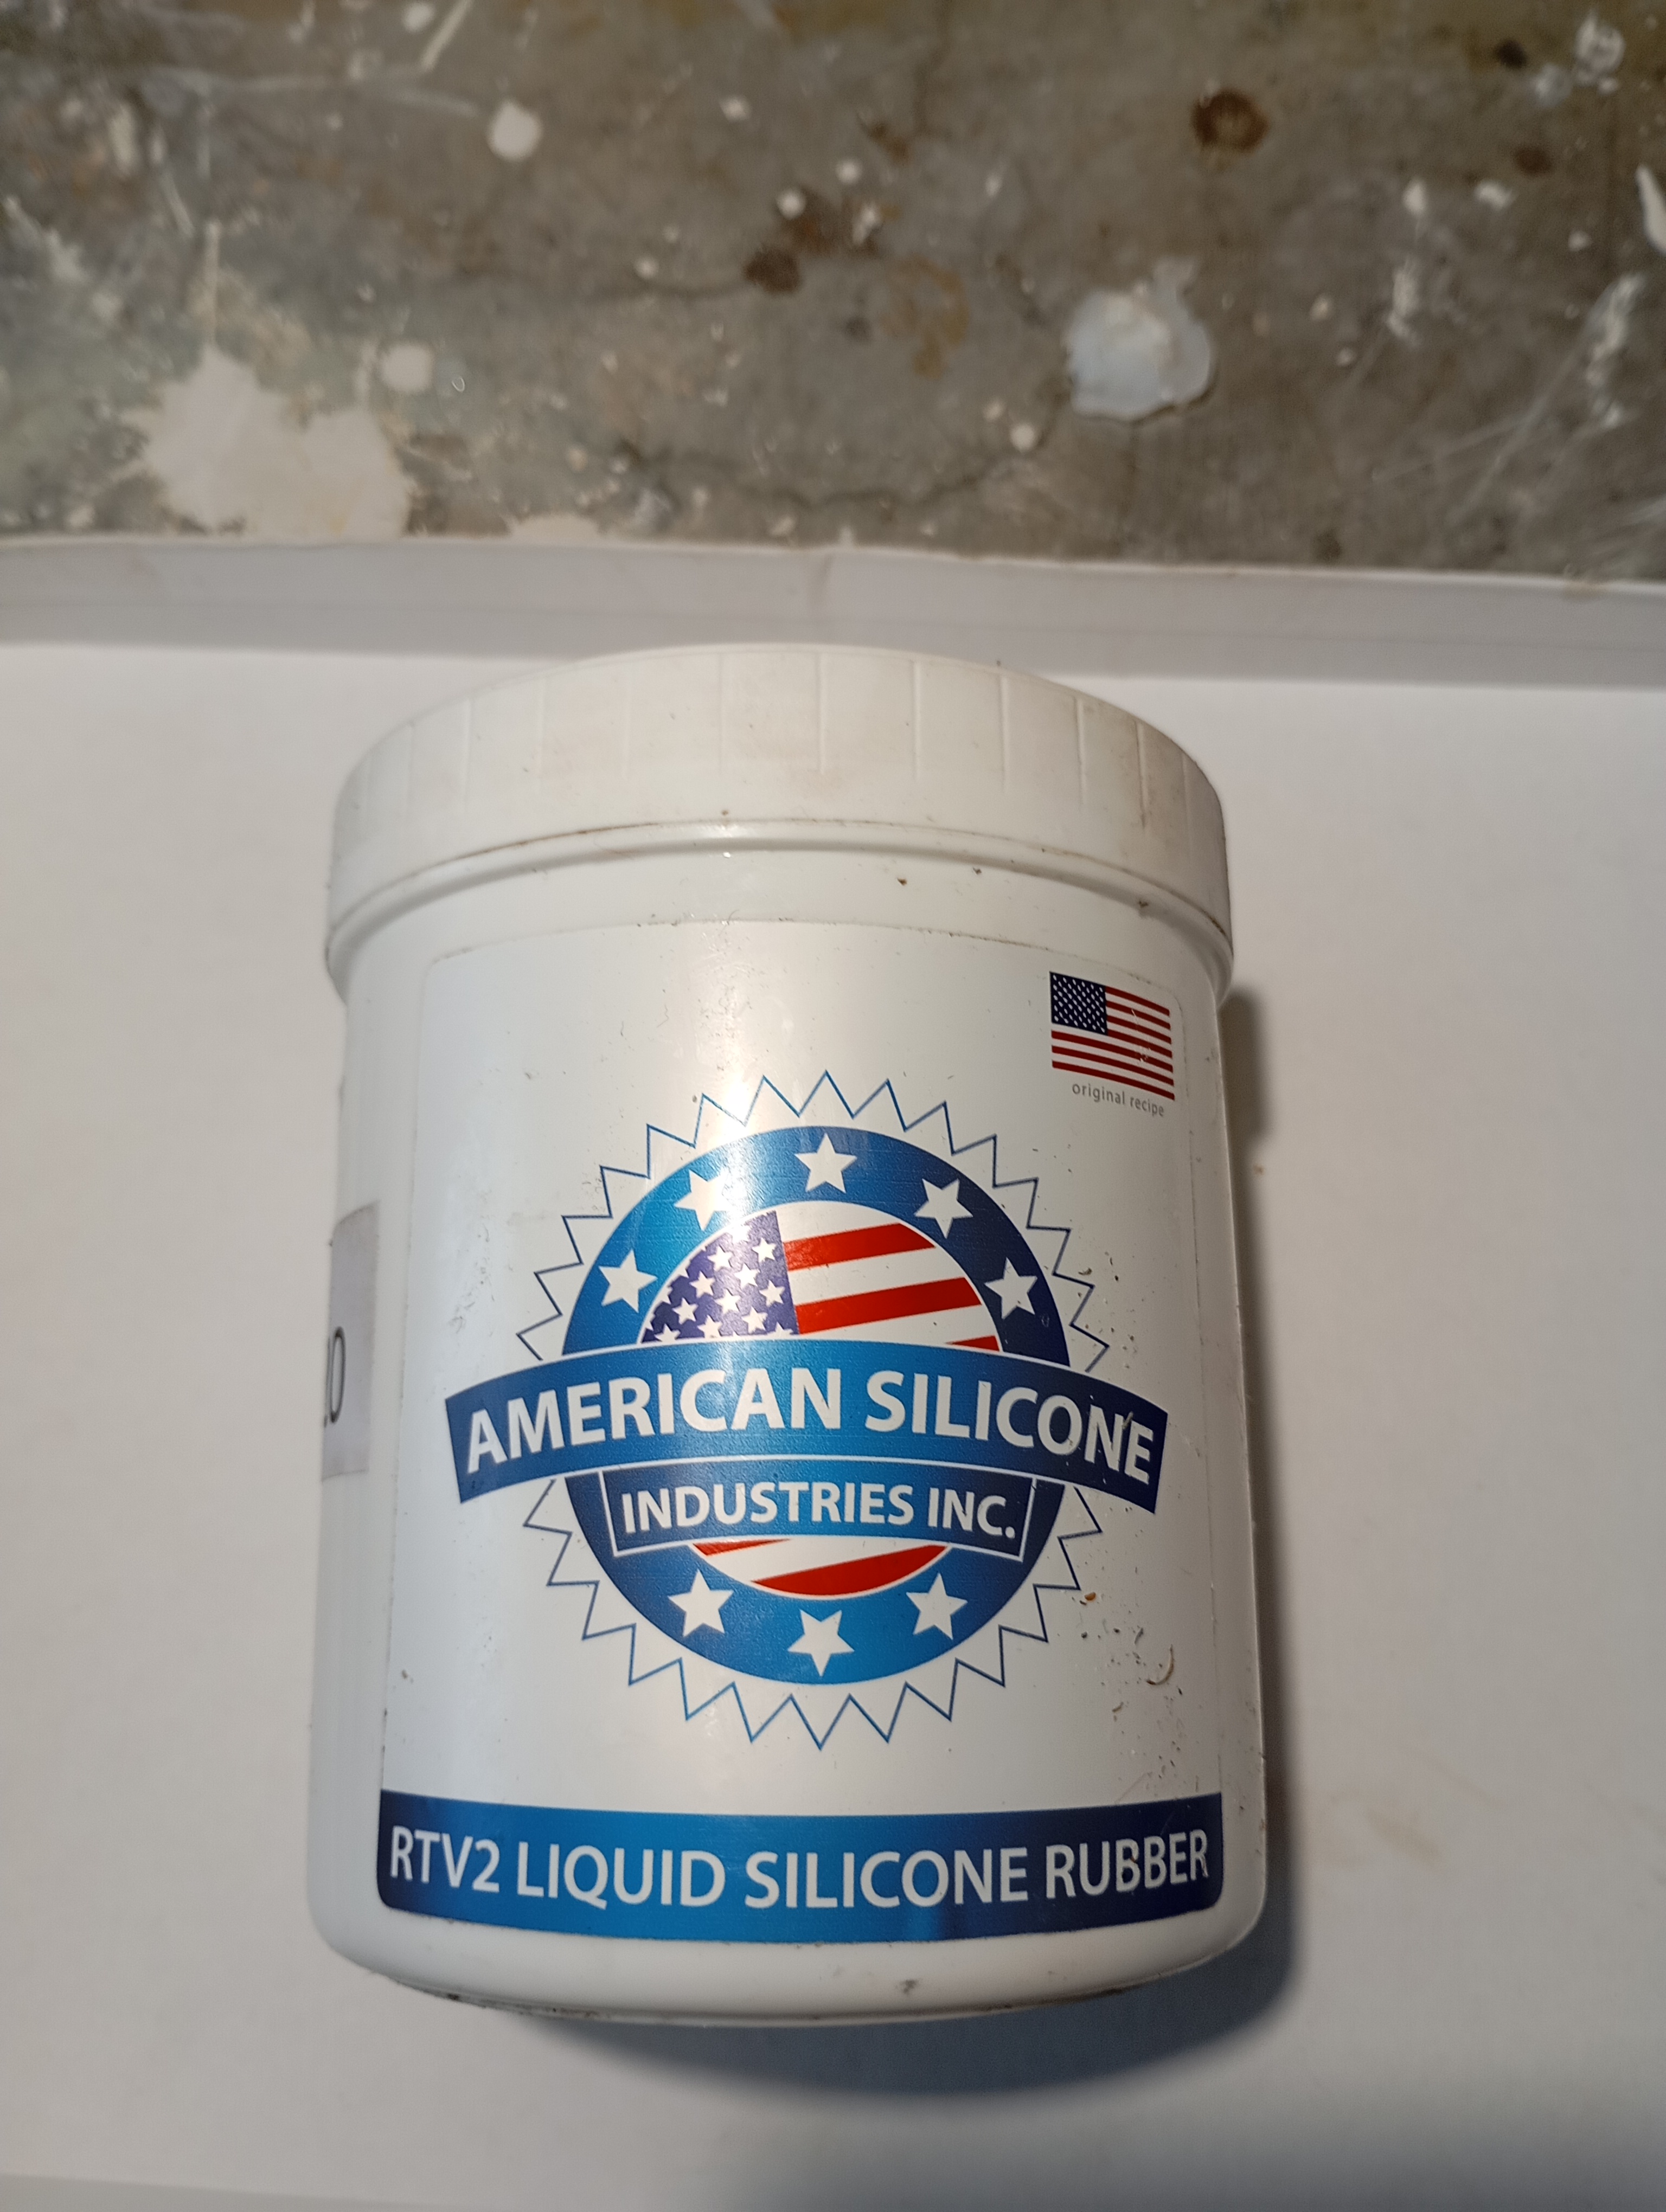 original recipe
AMERICAN SILICONE
INDUSTRIES INC.
RTV2 LIQUID SILICONE RUBBER